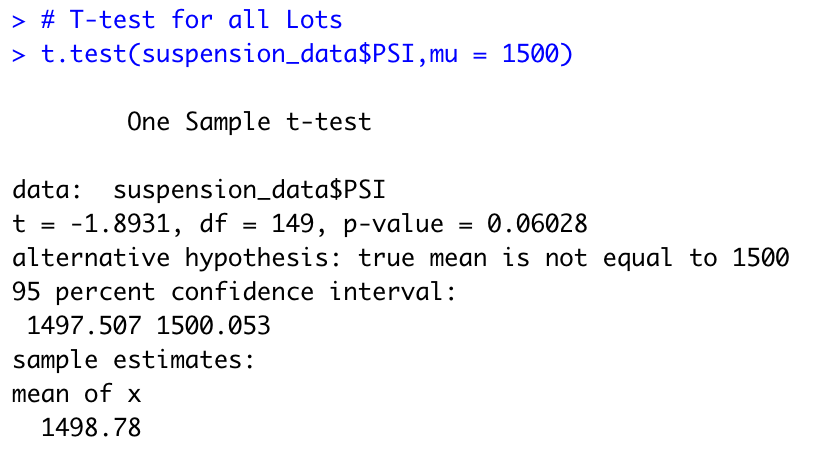 > # T-test for all Lots
> t.test(suspension_data$PSI,mu = 1500)
One Sample t-test
data:  suspension_data$PSI
t = -1.8931, df = 149, p-value = 0.06028
alternative hypothesis: true mean is not equal to 1500
95 percent confidence interval:
 1497.507 1500.053
sample estimates:
mean of x
  1498.78